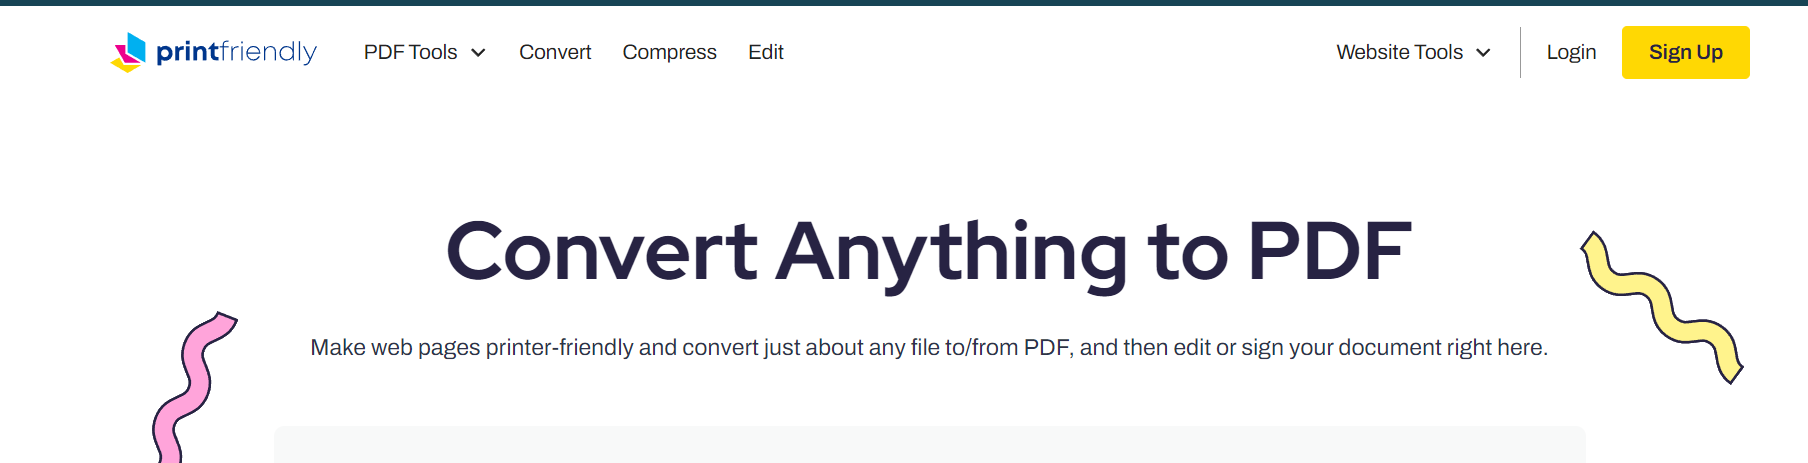 printfriendly PDF Tools Convert Compress Edit Website Tools Login Sign Up
Convert Anything to PDF
Make web pages printer-friendly and convert just about any file to/from PDF, and then edit or sign your document right here.